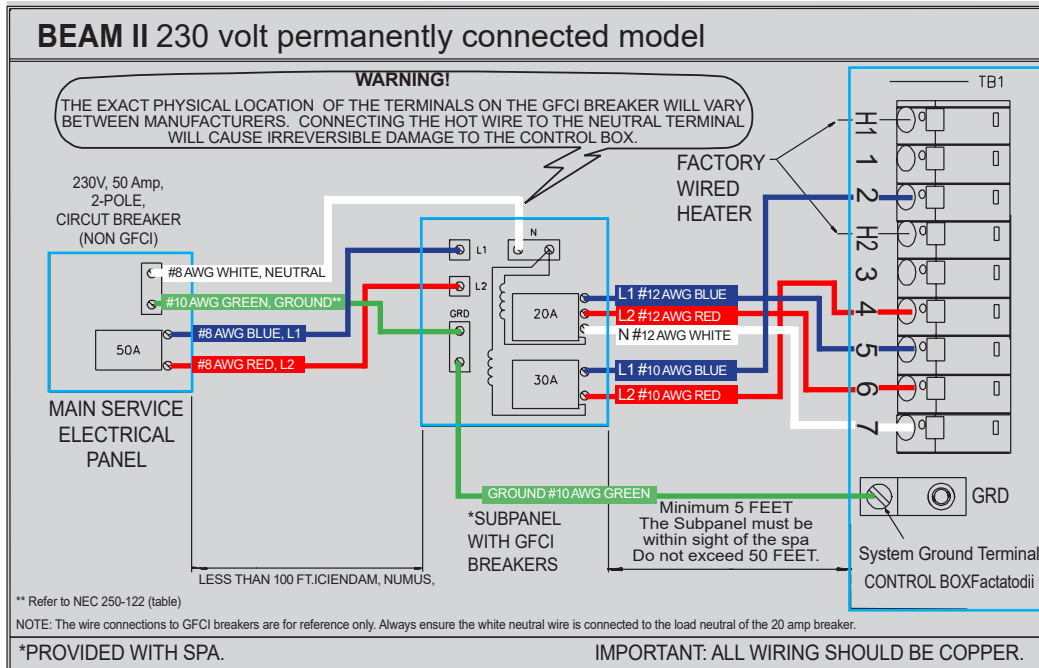 BEAM II 230 volt permanently connected model
WARNING!
THE EXACT PHYSICAL LOCATION OF THE TERMINALS ON THE GFCI BREAKER WILL VARY
BETWEEN MANUFACTURERS. CONNECTING THE HOT WIRE TO THE NEUTRAL TERMINAL
WILL CAUSE IRREVERSIBLE DAMAGE TO THE CONTROL BOX.
230V, 50 Amp,
2-POLE,
CIRCUT BREAKER
(NON GFCI)
#8 AWG WHITE, NEUTRAL
#10 AWG GREEN, GROUND**
#8 AWG BLUE, L1
#8 AWG RED, L2
50A
MAIN SERVICE
ELECTRICAL
PANEL
L1
L2
GRD
N
20A
30A
L1 #12 AWG BLUE
L2 #12 AWG RED
N #12 AWG WHITE
L1 #10 AWG BLUE
L2 #10 AWG RED
GROUND #10 AWG GREEN
*SUBPANEL
WITH GFCI
BREAKERS
FACTORY
WIRED
HEATER
TB1
H1
1
2
H2
3
4
5
6
7
GRD
System Ground Terminal
CONTROL BOXFactatodii
Minimum 5 FEET
The Subpanel must be
within sight of the spa
Do not exceed 50 FEET.
LESS THAN 100 FT.ICIENDAM, NUMUS,
** Refer to NEC 250-122 (table)
NOTE: The wire connections to GFCI breakers are for reference only. Always ensure the white neutral wire is connected to the load neutral of the 20 amp breaker.
*PROVIDED WITH SPA.
IMPORTANT: ALL WIRING SHOULD BE COPPER.